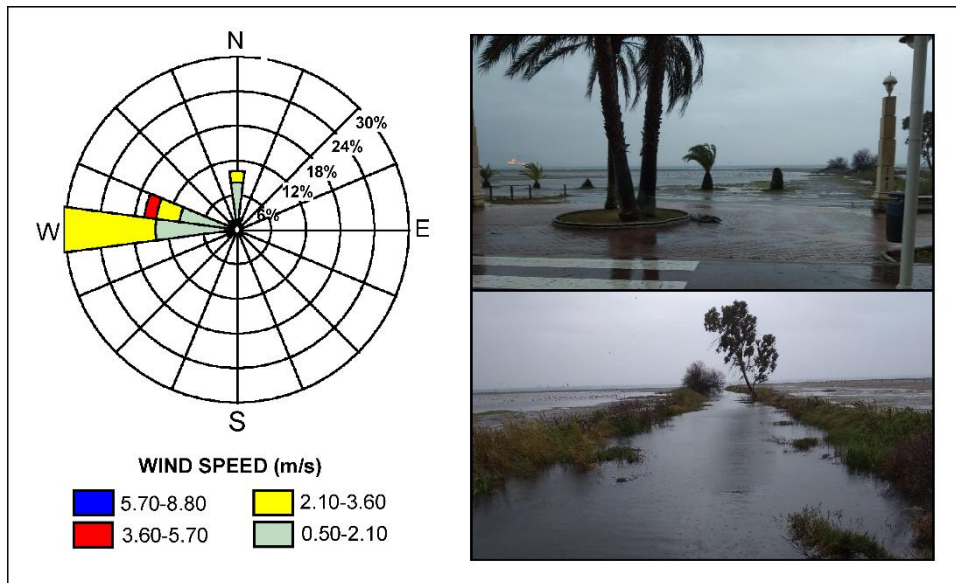 N
30%
24%
18%
12%
6%
W
E
S
WIND SPEED (m/s)
5.70-8.80
2.10-3.60
3.60-5.70
0.50-2.10